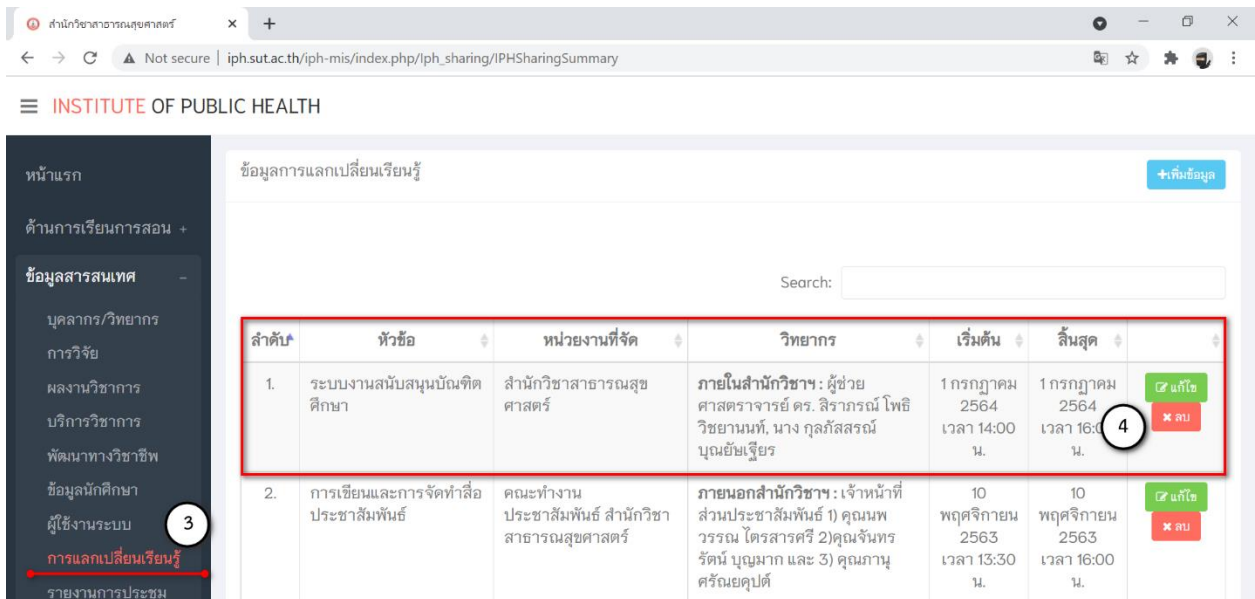 สำนักวิชาสาธารณสุขศาสตร์
Not secure | iph.sut.ac.th/iph-mis/index.php/Iph_sharing/IPHSharingSummary
INSTITUTE OF PUBLIC HEALTH
หน้าแรก
ด้านการเรียนการสอน +
ข้อมูลสารสนเทศ −
บุคลากร/วิทยากร
การวิจัย
ผลงานวิชาการ
บริการวิชาการ
พัฒนาทางวิชาชีพ
ข้อมูลนักศึกษา
ผู้ใช้งานระบบ
3
การแลกเปลี่ยนเรียนรู้
รายงานการประชุม
ข้อมูลการแลกเปลี่ยนเรียนรู้
+เพิ่มข้อมูล
Search:
ลำดับ หัวข้อ หน่วยงานที่จัด วิทยากร เริ่มต้น สิ้นสุด
1.
ระบบงานสนับสนุนบัณฑิต
ศึกษา
สำนักวิชาสาธารณสุข
ศาสตร์
ภายในสำนักวิชาฯ : ผู้ช่วย
ศาสตราจารย์ ดร. สิราภรณ์ โพธิ
วิชยานนท์, นาง กุลภัสสรณ์
บุณยัษเฐียร
1 กรกฎาคม
2564
เวลา 14:00
น.
1 กรกฎาคม
2564
เวลา 16:0
น.
4
แก้ไข
ลบ
2.
การเขียนและการจัดทำสื่อ
ประชาสัมพันธ์
คณะทำงาน
ประชาสัมพันธ์ สำนักวิชา
สาธารณสุขศาสตร์
ภายนอกสำนักวิชาฯ : เจ้าหน้าที่
ส่วนประชาสัมพันธ์ 1) คุณนพ
วรรณ ไตรสารศรี 2)คุณจันทร
รัตน์ บุญมาก และ 3) คุณภานุ
ศรัณยคุปต์
10
พฤศจิกายน
2563
เวลา 13:30
น.
10
พฤศจิกายน
2563
เวลา 16:00
น.
แก้ไข
ลบ